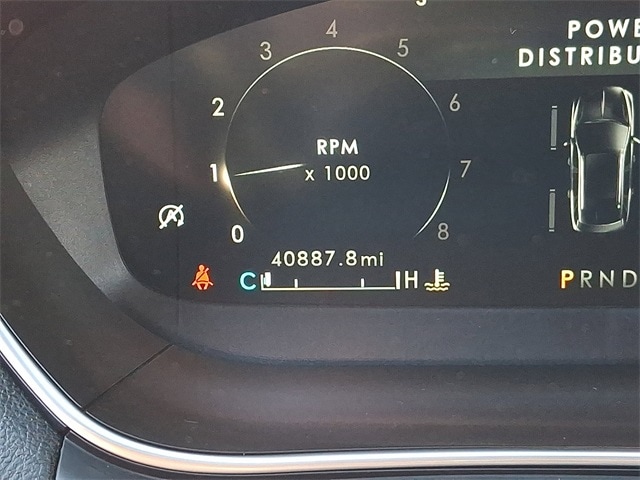 POWE
DISTRIBU
4
3 5
2 6
RPM
x 1000
1 7
0 8
40887.8mi
C H
PRND